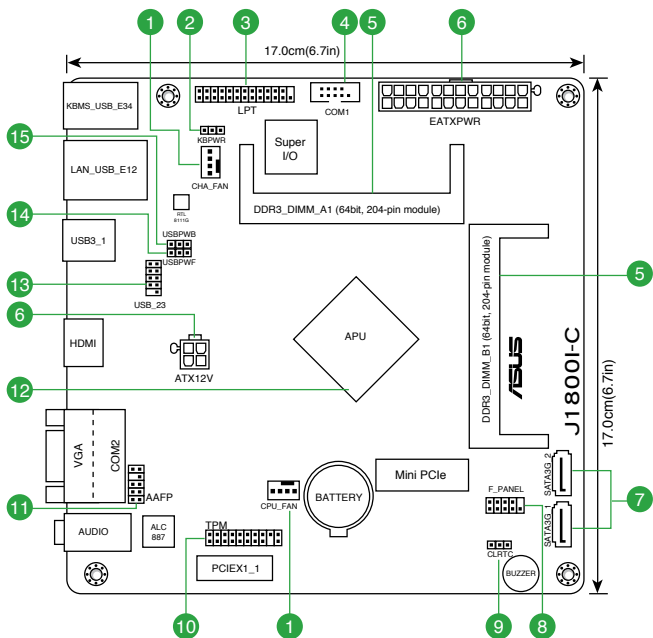 1
2
3
4
5
6
17.0cm(6.7in)
KBMS_USB_E34
LPT
COM1
EATXPWR
15
KBPWR
Super
I/O
LAN_USB_E12
CHA_FAN
RTL
8111G
DDR3_DIMM_A1 (64bit, 204-pin module)
14
USBPWB
USB3_1
USBPWF
13
USB_23
5
DDR3_DIMM_B1 (64bit, 204-pin module)
6
HDMI
ATX12V
APU
12
ASUS
J1800I-C
17.0cm(6.7in)
VGA
COM2
AAFP
11
CPU_FAN
BATTERY
Mini PCIe
F_PANEL
SATA3G_2
SATA3G_1
7
AUDIO
ALC
887
TPM
PCIEX1_1
CLRTC
BUZZER
10
1
9
8